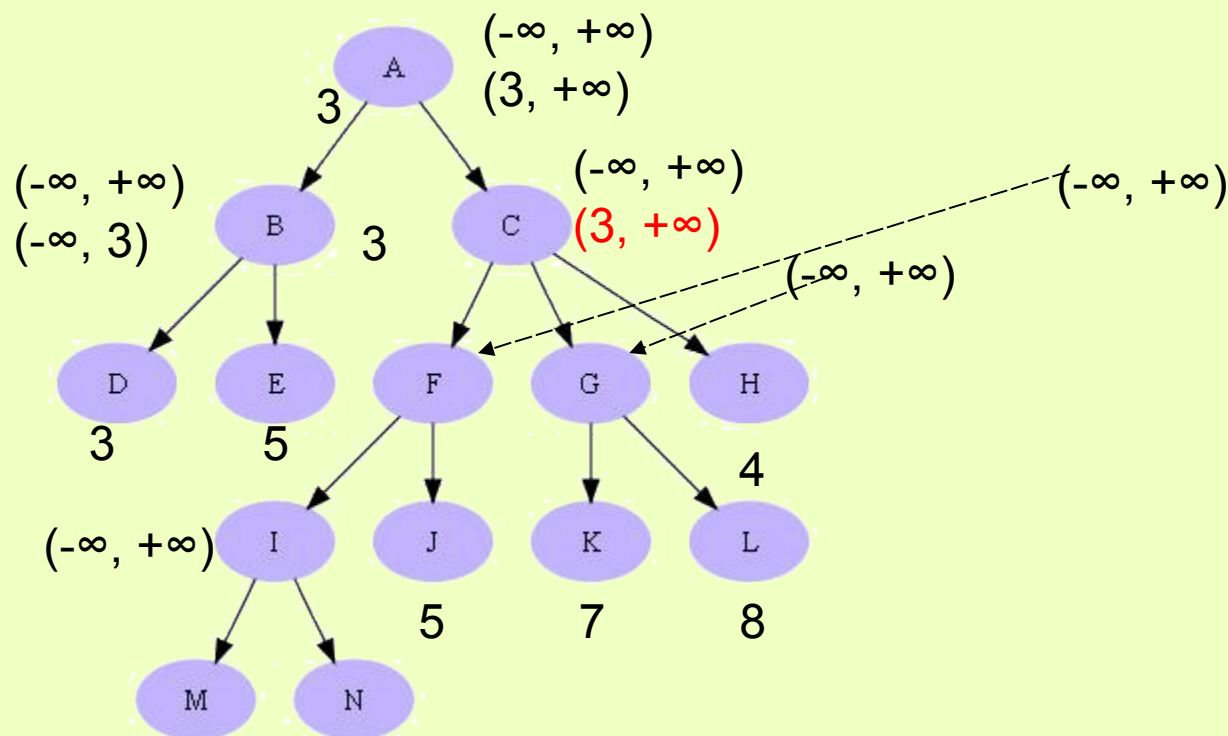 (-∞, +∞)
A
(3, +∞)
3
(-∞, +∞)
(-∞, +∞)
(-∞, +∞)
B
C
(-∞, 3)
3
(3, +∞)
(-∞, +∞)
D
E
F
G
H
3
5
4
(-∞, +∞)
I
J
K
L
5
7
8
M
N